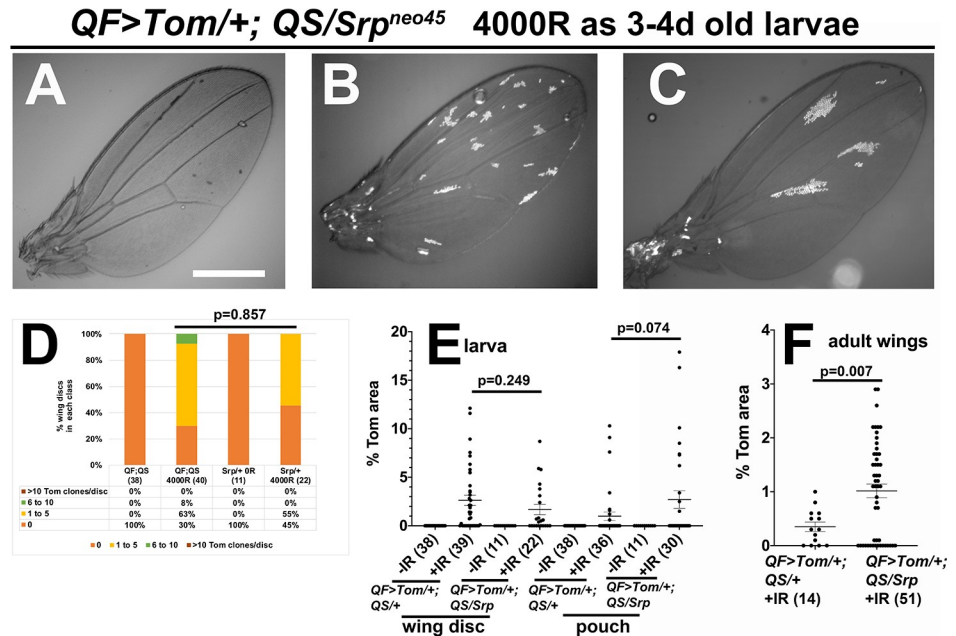 QF>Tom/+; QS/Srpneo45 4000R as 3-4d old larvae
A
B
C
D
p=0.857
% wing discs
in each class
100%
80%
60%
40%
20%
0%
QF;QS
(38)
QF;QS
4000R (40)
Srp/+ 0R
(11)
Srp/+
4000R (22)
>10 Tom clones/disc 0% 0% 0% 0%
6 to 10 0% 8% 0% 0%
1 to 5 0% 63% 0% 55%
0 100% 30% 100% 45%
0 1 to 5 6 to 10 >10 Tom clones/disc
E
larva
p=0.249
p=0.074
% Tom area
20
15
10
5
0
-IR (38)
+IR (39)
-IR (11)
+IR (22)
-IR (38)
+IR (36)
-IR (11)
+IR (30)
QF>Tom/+;
QS/+
QF>Tom/+;
QS/Srp
QF>Tom/+;
QS/+
QF>Tom/+;
QS/Srp
wing disc
pouch
F
adult wings
p=0.007
% Tom area
4
3
2
1
0
QF>Tom/+;
QS/+
+IR (14)
QF>Tom/+;
QS/Srp
+IR (51)